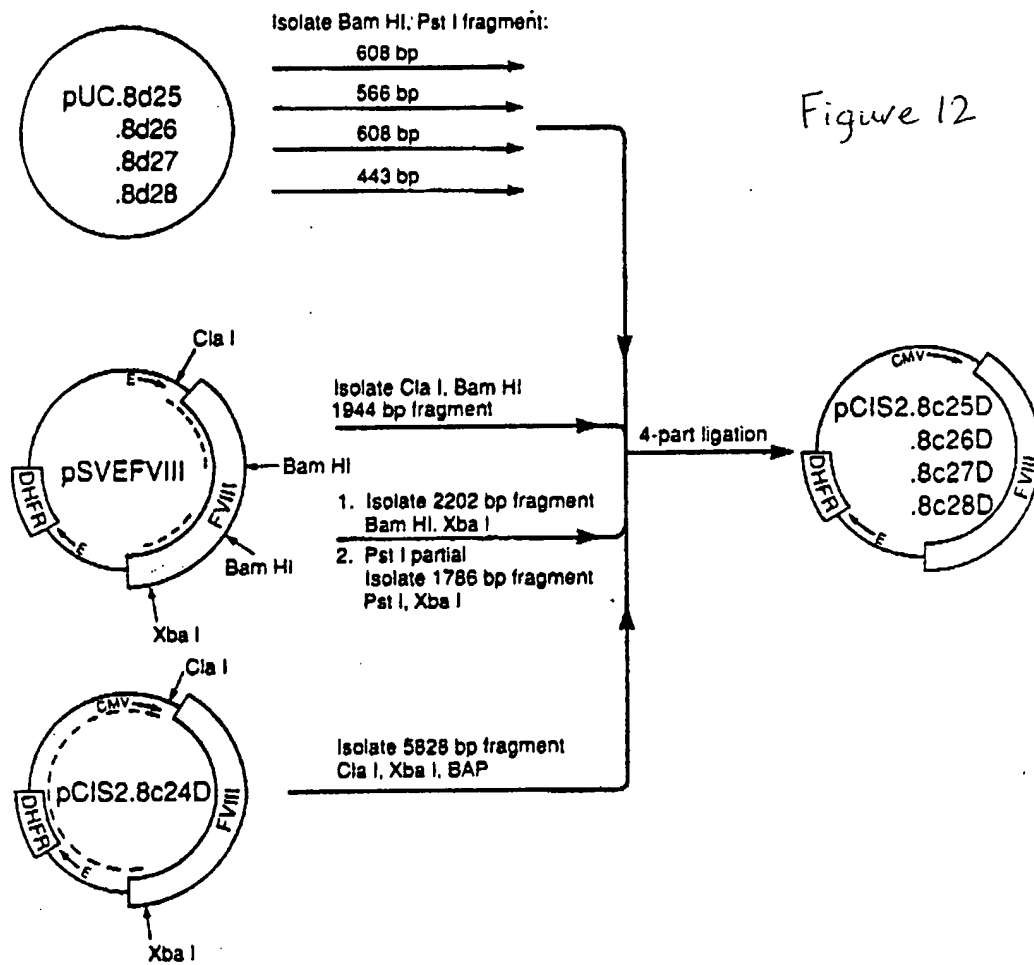 Isolate Bam HI, Pst I fragment:
608 bp
566 bp
608 bp
443 bp
pUC.8d25
.8d26
.8d27
.8d28
Figure 12
Cla I
E
pSVEFVIII
FVIII
DHFR
E
Bam HI
Bam HI
Xba I
Isolate Cla I, Bam HI
1944 bp fragment
1. Isolate 2202 bp fragment
Bam HI, Xba I
2. Pst I partial
Isolate 1786 bp fragment
Pst I, Xba I
4-part ligation
CMV
pCIS2.8c25D
.8c26D
.8c27D
.8c28D
DHFR
E
FVIII
Cla I
CMV
pCIS2.8c24D
FVIII
DHFR
E
Xba I
Isolate 5828 bp fragment
Cla I, Xba I, BAP